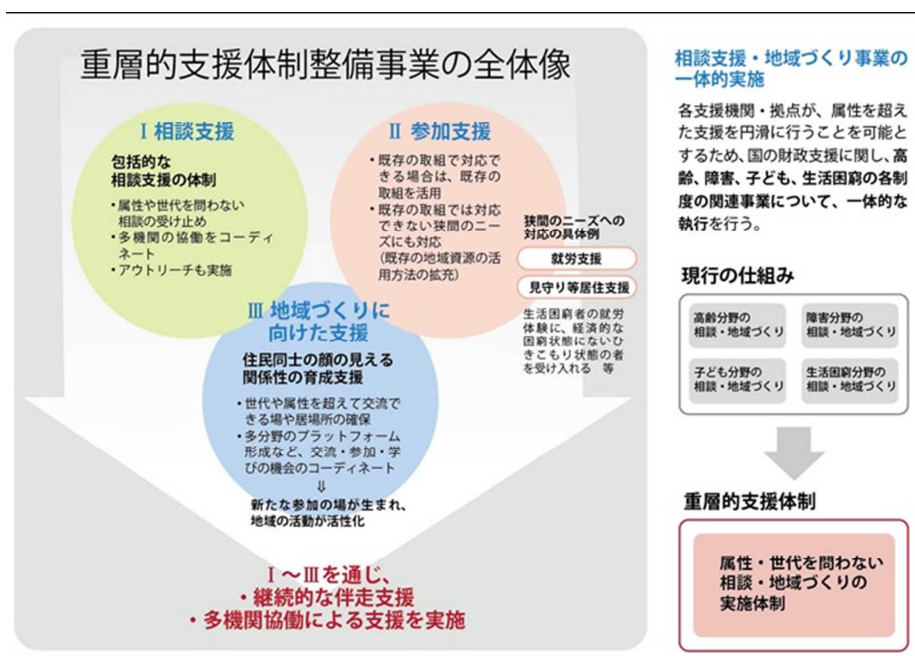 重層的支援体制整備事業の全体像
Ⅰ 相談支援
包括的な
相談支援の体制
・属性や世代を問わない
相談の受け止め
・多機関の協働をコーディ
ネート
・アウトリーチも実施
Ⅱ 参加支援
・既存の取組で対応で
きる場合は、既存の
取組を活用
・既存の取組では対応
できない狭間のニー
ズにも対応
（既存の地域資源の活
用方法の拡充）
狭間のニーズへの
対応の具体例
就労支援
見守り等居住支援
生活困窮者の就労
体験に、経済的な
困窮状態にないひ
きこもり状態の者
を受け入れる 等
Ⅲ 地域づくりに
向けた支援
住民同士の顔の見える
関係性の育成支援
・世代や属性を超えて交流で
きる場や居場所の確保
・多分野のプラットフォーム
形成など、交流・参加・学
びの機会のコーディネート
⇓
新たな参加の場が生まれ、
地域の活動が活性化
Ⅰ～Ⅲを通じ、
・継続的な伴走支援
・多機関協働による支援を実施
相談支援・地域づくり事業の
一体的実施
各支援機関・拠点が、属性を超え
た支援を円滑に行うことを可能と
するため、国の財政支援に関し、高
齢、障害、子ども、生活困窮の各制
度の関連事業について、一体的な
執行を行う。
現行の仕組み
高齢分野の
相談・地域づくり
障害分野の
相談・地域づくり
子ども分野の
相談・地域づくり
生活困窮分野の
相談・地域づくり
重層的支援体制
属性・世代を問わない
相談・地域づくりの
実施体制